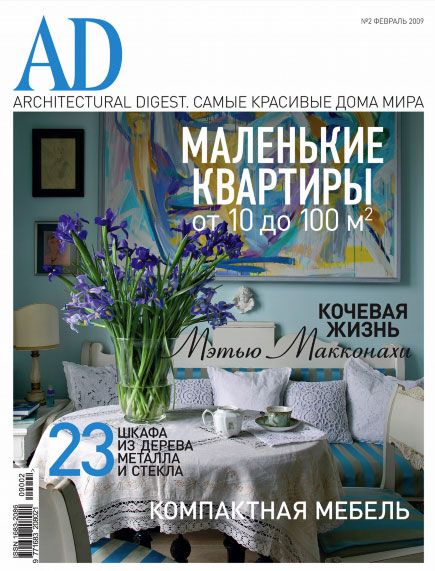 №2 ФЕВРАЛЬ 2009
AD
ARCHITECTURAL DIGEST. САМЫЕ КРАСИВЫЕ ДОМА МИРА
МАЛЕНЬКИЕ
КВАРТИРЫ
от 10 до 100 м²
КОЧЕВАЯ
ЖИЗНЬ
Мэтью Макконахи
23
ШКАФА
ИЗ ДЕРЕВА
МЕТАЛЛА
И СТЕКЛА
КОМПАКТНАЯ МЕБЕЛЬ
09002